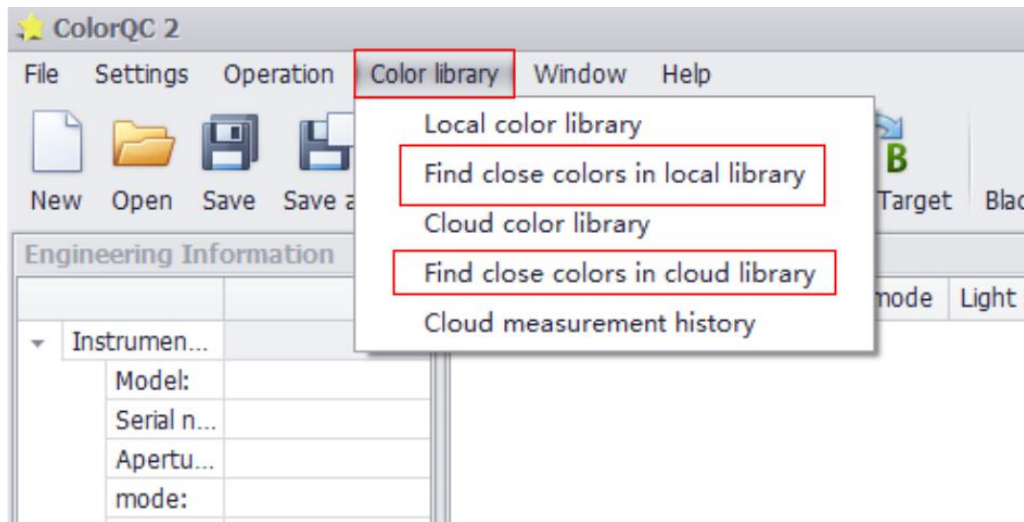 ColorQC 2
File Settings Operation Color library Window Help
Local color library
Find close colors in local library
Cloud color library
Find close colors in cloud library
Cloud measurement history
New Open Save Save a Target Blac
B
Engineering Information
mode Light
Instrumen...
Model:
Serial n...
Apertu...
mode: